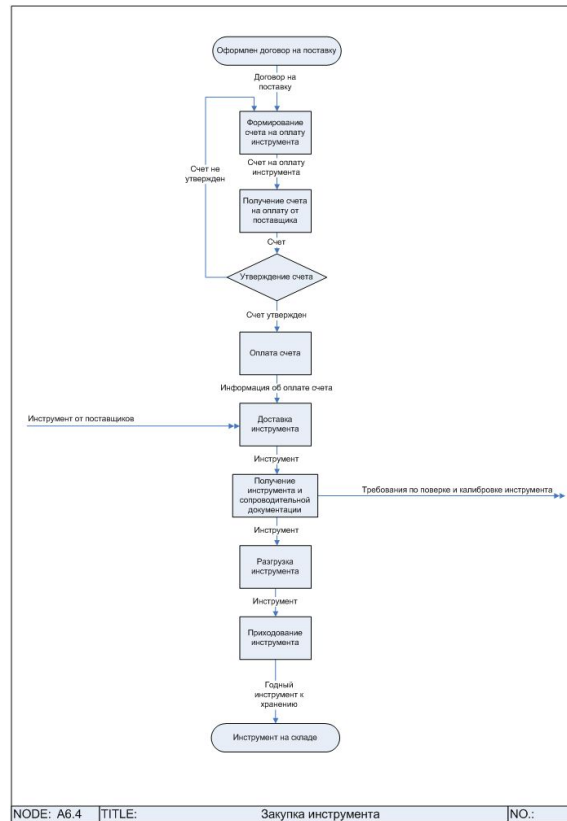 Оформлен договор на поставку
Договор на
поставку
Формирование
счета на оплату
инструмента
Счет не
утвержден
Счет на оплату
инструмента
Получение счета
на оплату от
поставщика
Счет
Утверждение счета
Счет утвержден
Оплата счета
Информация об оплате счета
Инструмент от поставщиков
Доставка
инструмента
Инструмент
Получение
инструмента и
сопроводительной
документации
Требования по поверке и калибровке инструмента
Инструмент
Разгрузка
инструмента
Инструмент
Приходование
инструмента
Годный
инструмент к
хранению
Инструмент на складе
NODE: A6.4 TITLE: Закупка инструмента NO.: